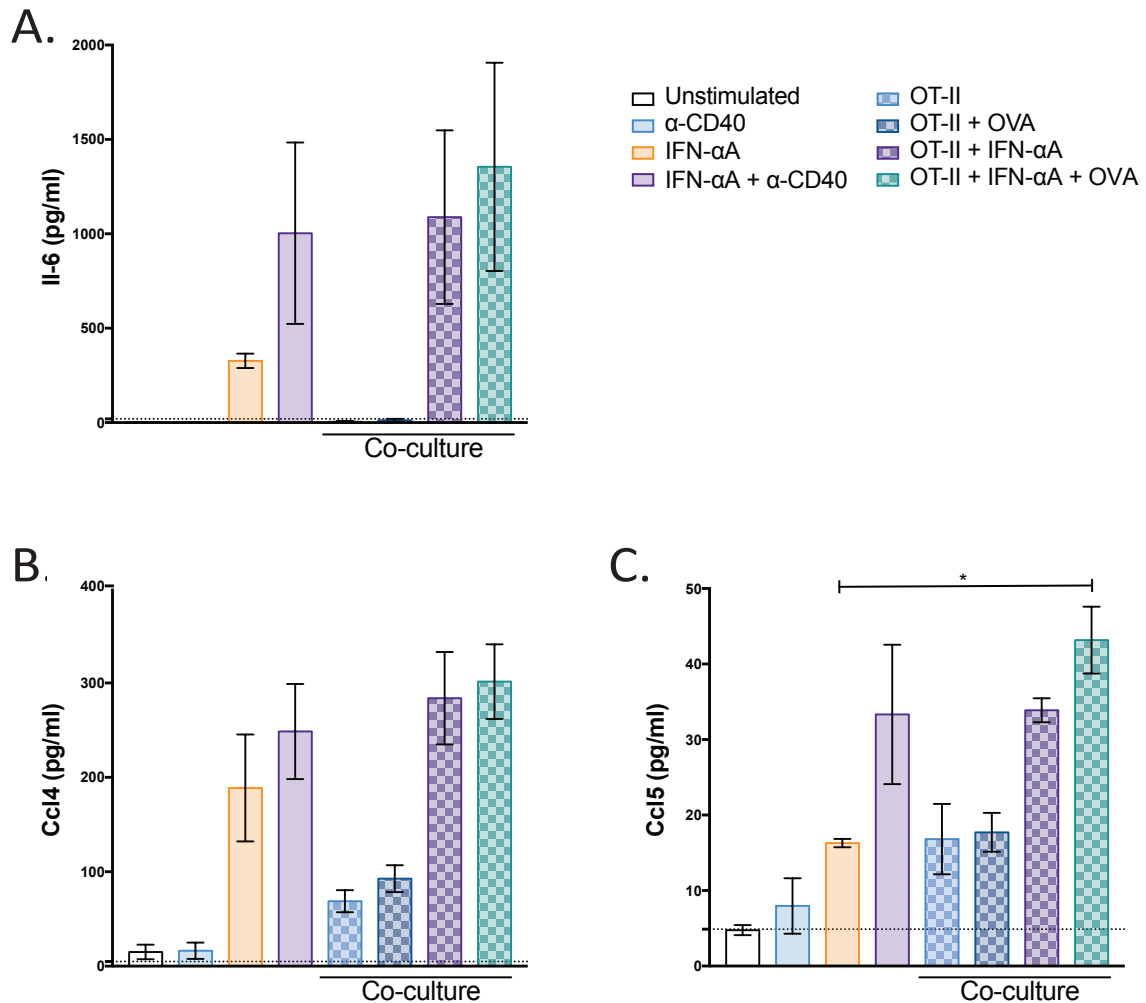 A.
Il-6 (pg/ml)
2000
1500
1000
500
0
Co-culture
Unstimulated
α-CD40
IFN-αA
IFN-αA + α-CD40
OT-II
OT-II + OVA
OT-II + IFN-αA
OT-II + IFN-αA + OVA
B.
Ccl4 (pg/ml)
400
300
200
100
0
Co-culture
C.
Ccl5 (pg/ml)
50
40
30
20
10
0
*
Co-culture